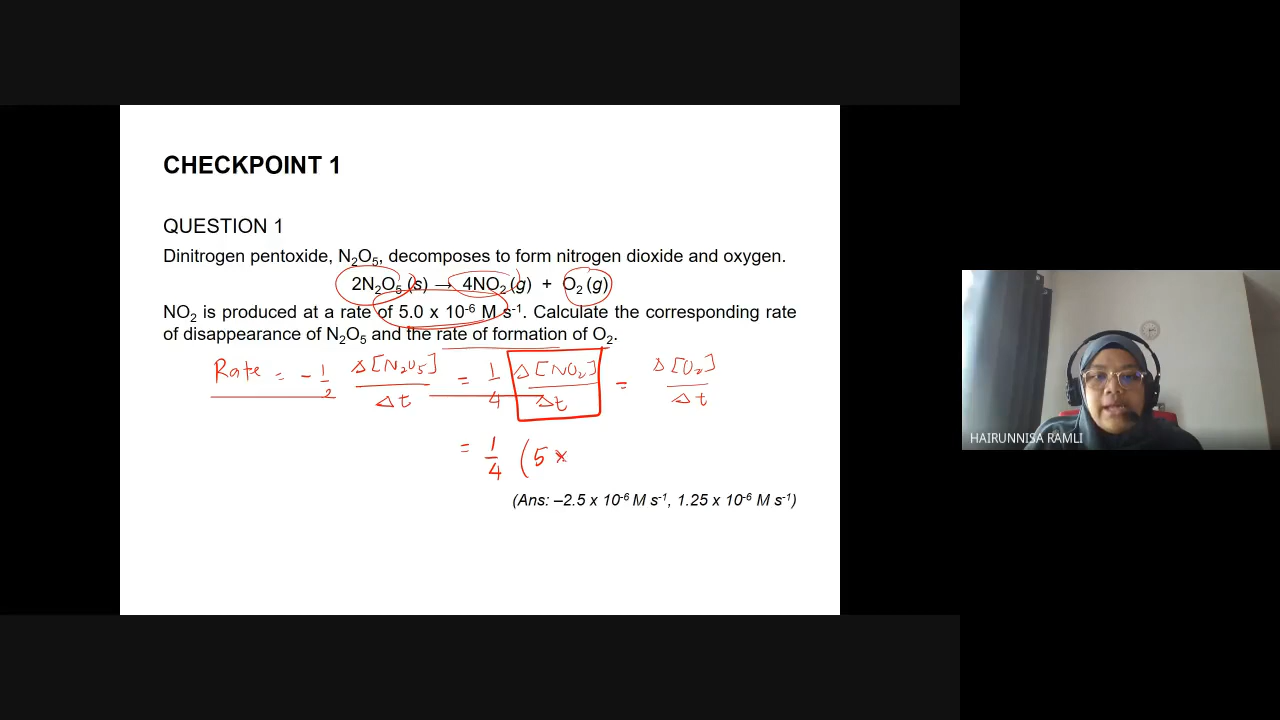 CHECKPOINT 1
QUESTION 1
Dinitrogen pentoxide, N₂O₅, decomposes to form nitrogen dioxide and oxygen.
2N₂O₅ (s) → 4NO₂ (g) + O₂ (g)
NO₂ is produced at a rate of 5.0 x 10⁻⁶ M s⁻¹. Calculate the corresponding rate
of disappearance of N₂O₅ and the rate of formation of O₂.
Rate = - 1/2 Δ[N₂O₅]/Δt = 1/4 Δ[NO₂]/Δt = Δ[O₂]/Δt
= 1/4 (5 x
(Ans: –2.5 x 10⁻⁶ M s⁻¹, 1.25 x 10⁻⁶ M s⁻¹)
HAIRUNNISA RAMLI